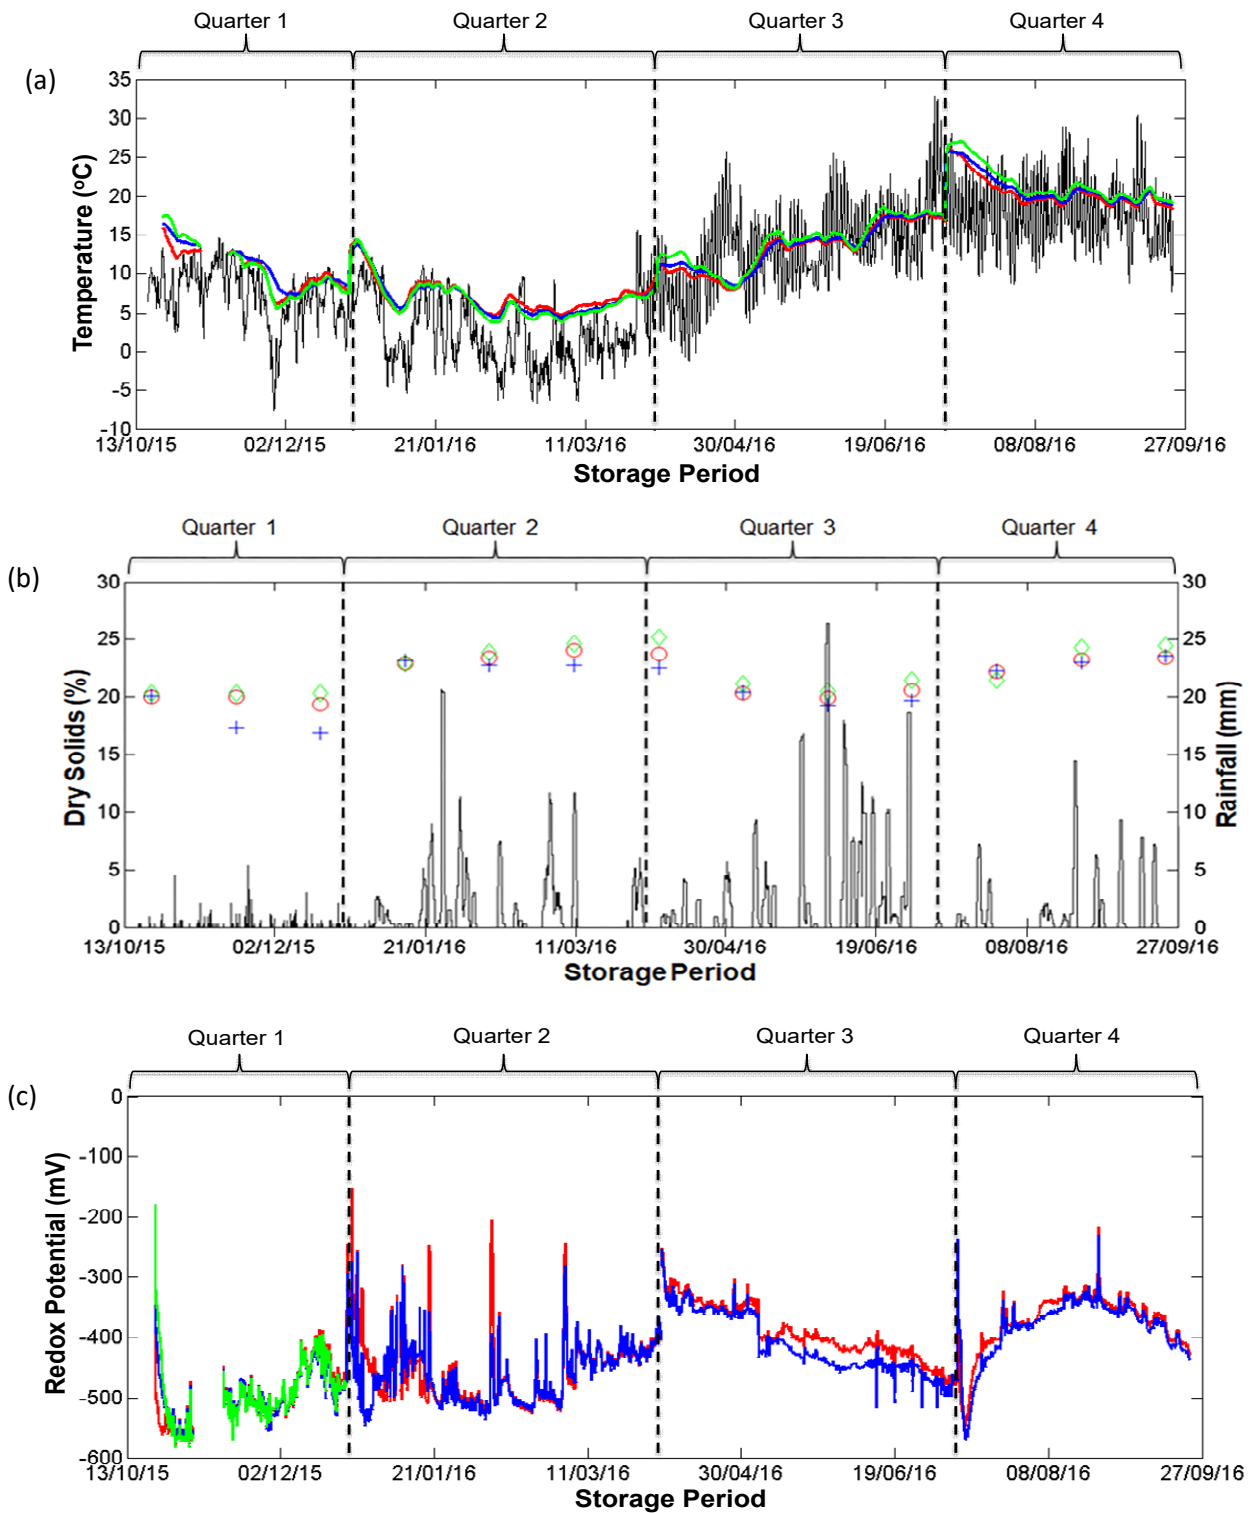 Quarter 1 Quarter 2 Quarter 3 Quarter 4
(a)
35
30
25
20
15
10
5
0
-5
-10
Temperature (ºC)
13/10/15 02/12/15 21/01/16 11/03/16 30/04/16 19/06/16 08/08/16 27/09/16
Storage Period
Quarter 1 Quarter 2 Quarter 3 Quarter 4
(b)
30 30
25 25
20 20
15 15
10 10
5 5
0 0
Dry Solids (%)
Rainfall (mm)
13/10/15 02/12/15 21/01/16 11/03/16 30/04/16 19/06/16 08/08/16 27/09/16
Storage Period
Quarter 1 Quarter 2 Quarter 3 Quarter 4
(c)
0
-100
-200
-300
-400
-500
-600
Redox Potential (mV)
13/10/15 02/12/15 21/01/16 11/03/16 30/04/16 19/06/16 08/08/16 27/09/16
Storage Period